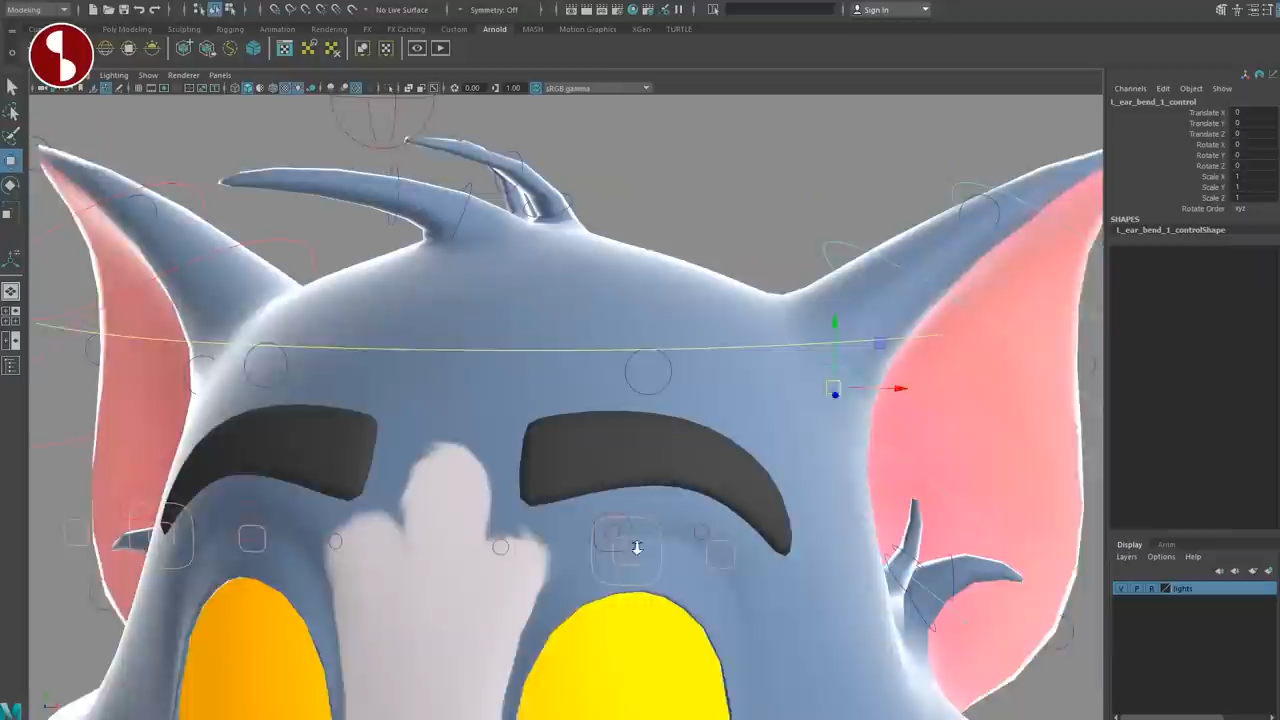 Modeling
No Live Surface
Symmetry: Off
Sign In
Poly Modeling
Sculpting
Rigging
Animation
Rendering
FX
FX Caching
Custom
Arnold
MASH
Motion Graphics
XGen
TURTLE
Lighting
Show
Renderer
Panels
0.00
1.00
sRGB gamma
Channels
Edit
Object
Show
L_ear_bend_1_control
Translate X 0
Translate Y 0
Translate Z 0
Rotate X 0
Rotate Y 0
Rotate Z 0
Scale X 1
Scale Y 1
Scale Z 1
Rotate Order xyz
SHAPES
L_ear_bend_1_controlShape
Display
Anim
Layers
Options
Help
V P R lights